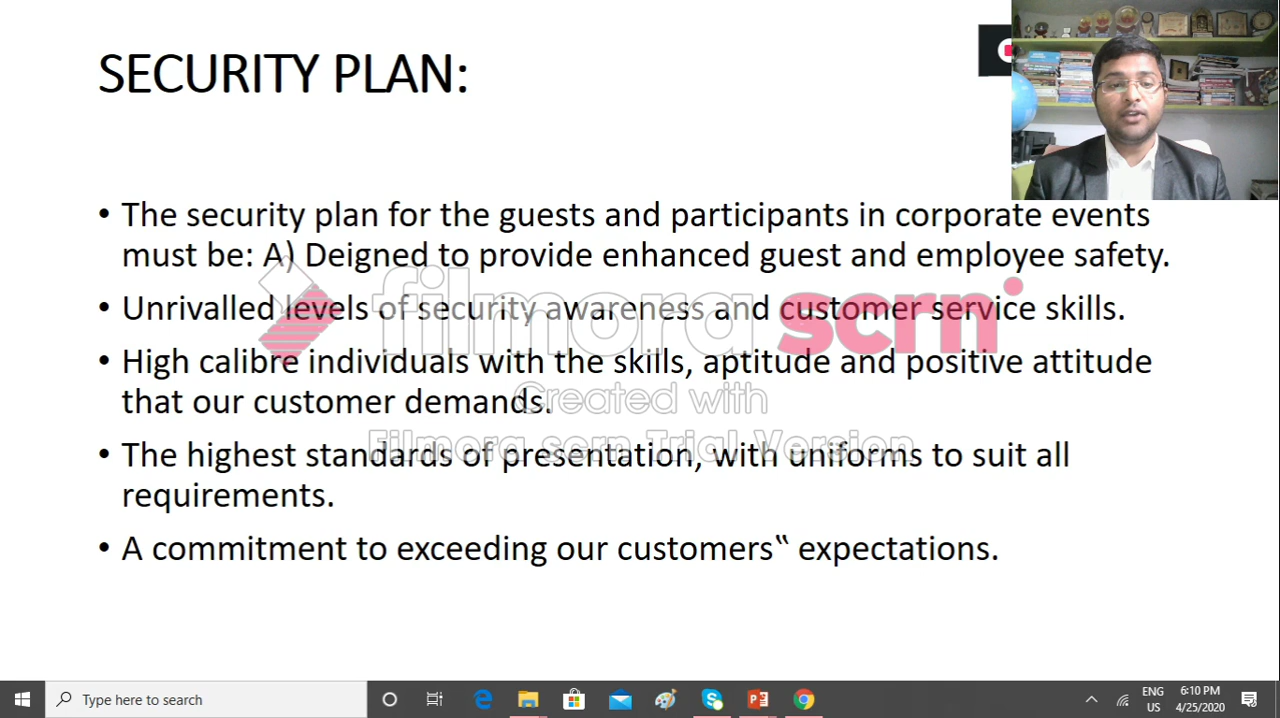 SECURITY PLAN:
• The security plan for the guests and participants in corporate events
must be: A) Deigned to provide enhanced guest and employee safety.
• Unrivalled levels of security awareness and customer service skills.
• High calibre individuals with the skills, aptitude and positive attitude
that our customer demands.
• The highest standards of presentation, with uniforms to suit all
requirements.
• A commitment to exceeding our customers‟ expectations.
filmora scrn
Created with
Filmora scrn Trial Version
Type here to search
ENG
US
6:10 PM
4/25/2020